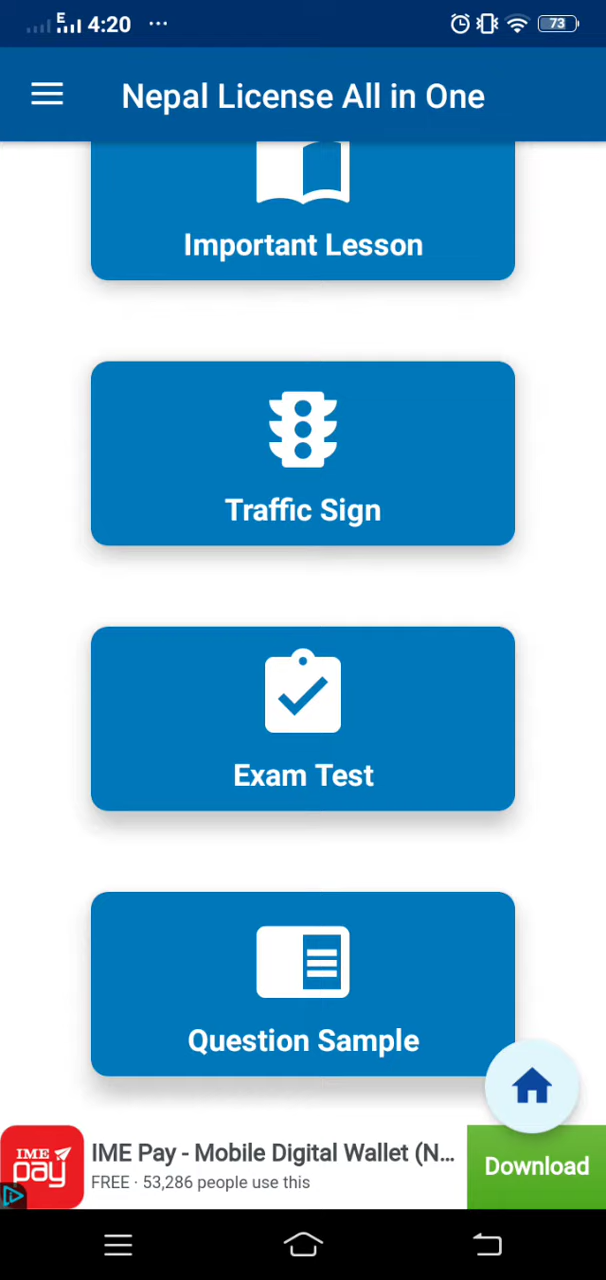 E 4:20 ... 73
Nepal License All in One
Important Lesson
Traffic Sign
Exam Test
Question Sample
IME pay
IME Pay - Mobile Digital Wallet (N...
FREE · 53,286 people use this
Download